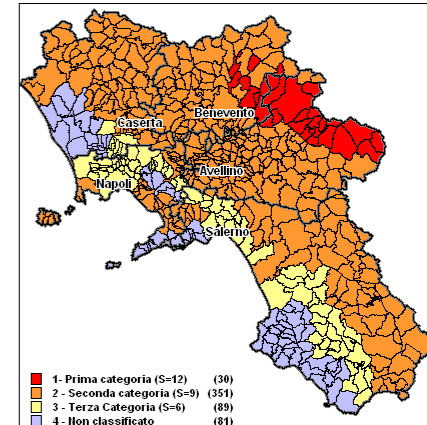 Benevento
Caserta
Avellino
Napoli
Salerno
1- Prima categoria (S=12) (30)
2 - Seconda categoria (S=9) (351)
3 - Terza Categoria (S=6) (89)
4 - Non classificato (81)